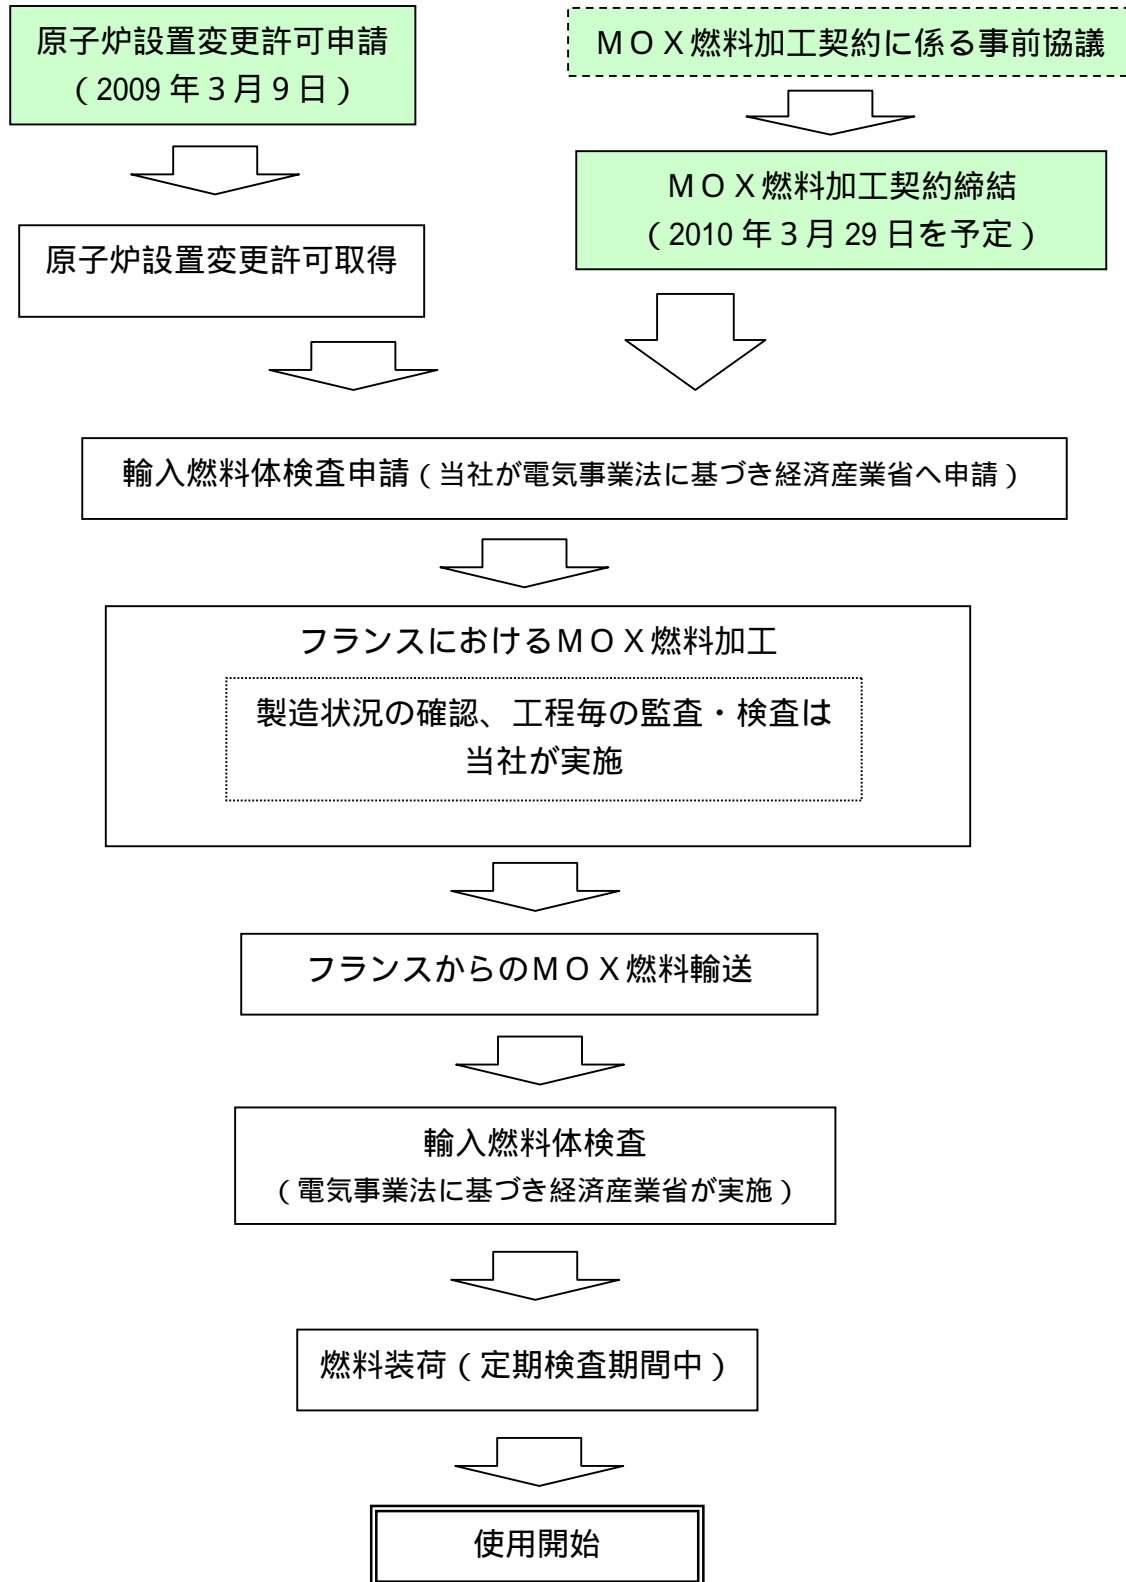 原子炉設置変更許可申請
（2009年３月９日）
ＭＯＸ燃料加工契約に係る事前協議
ＭＯＸ燃料加工契約締結
（2010年３月29日を予定）
原子炉設置変更許可取得
輸入燃料体検査申請（当社が電気事業法に基づき経済産業省へ申請）
フランスにおけるＭＯＸ燃料加工
製造状況の確認、工程毎の監査・検査は
当社が実施
フランスからのＭＯＸ燃料輸送
輸入燃料体検査
（電気事業法に基づき経済産業省が実施）
燃料装荷（定期検査期間中）
使用開始